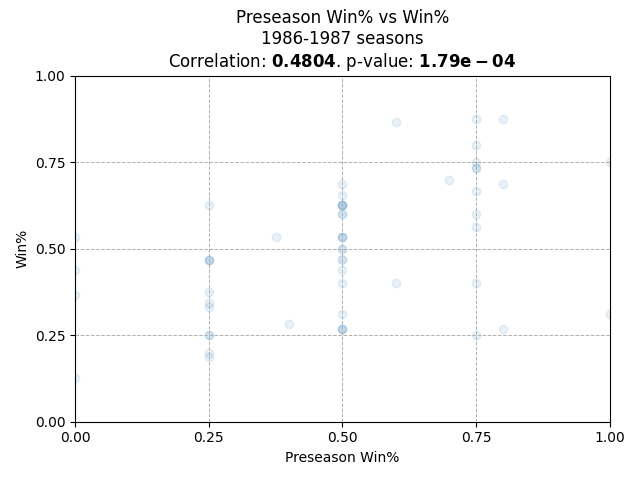 Preseason Win% vs Win%
1986-1987 seasons
Correlation: 0.4804. p-value: 1.79e − 04
1.00
0.75
0.50
0.25
0.00
Win%
0.00 0.25 0.50 0.75 1.00
Preseason Win%